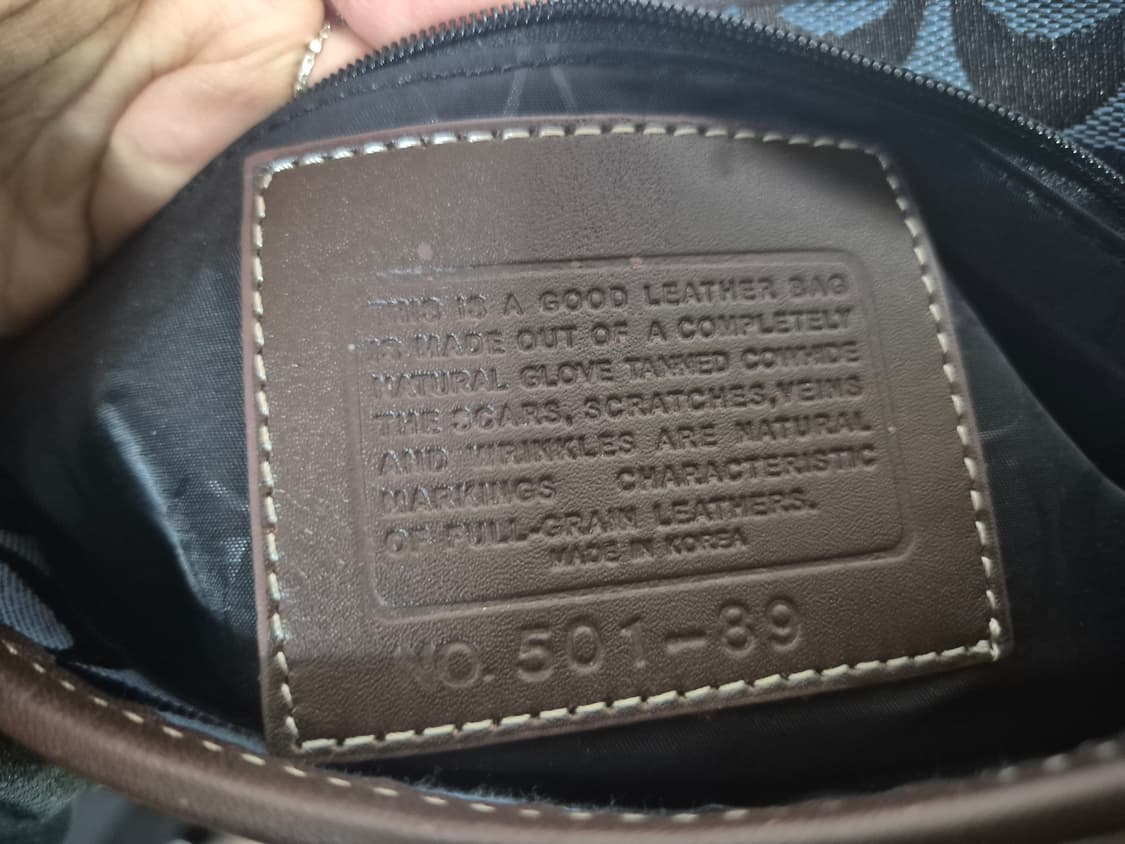 THIS IS A GOOD LEATHER BAG
IS MADE OUT OF A COMPLETELY
NATURAL GLOVE TANNED COWHIDE
THE SCARS, SCRATCHES,VEINS
AND WRINKLES ARE NATURAL
MARKINGS CHARACTERISTIC
OF FULL-GRAIN LEATHERS.
MADE IN KOREA
NO. 501-89